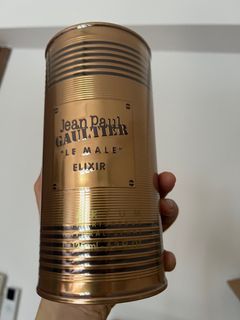 Jean Paul
GAULTIER
"LE MALE"
ELIXIR